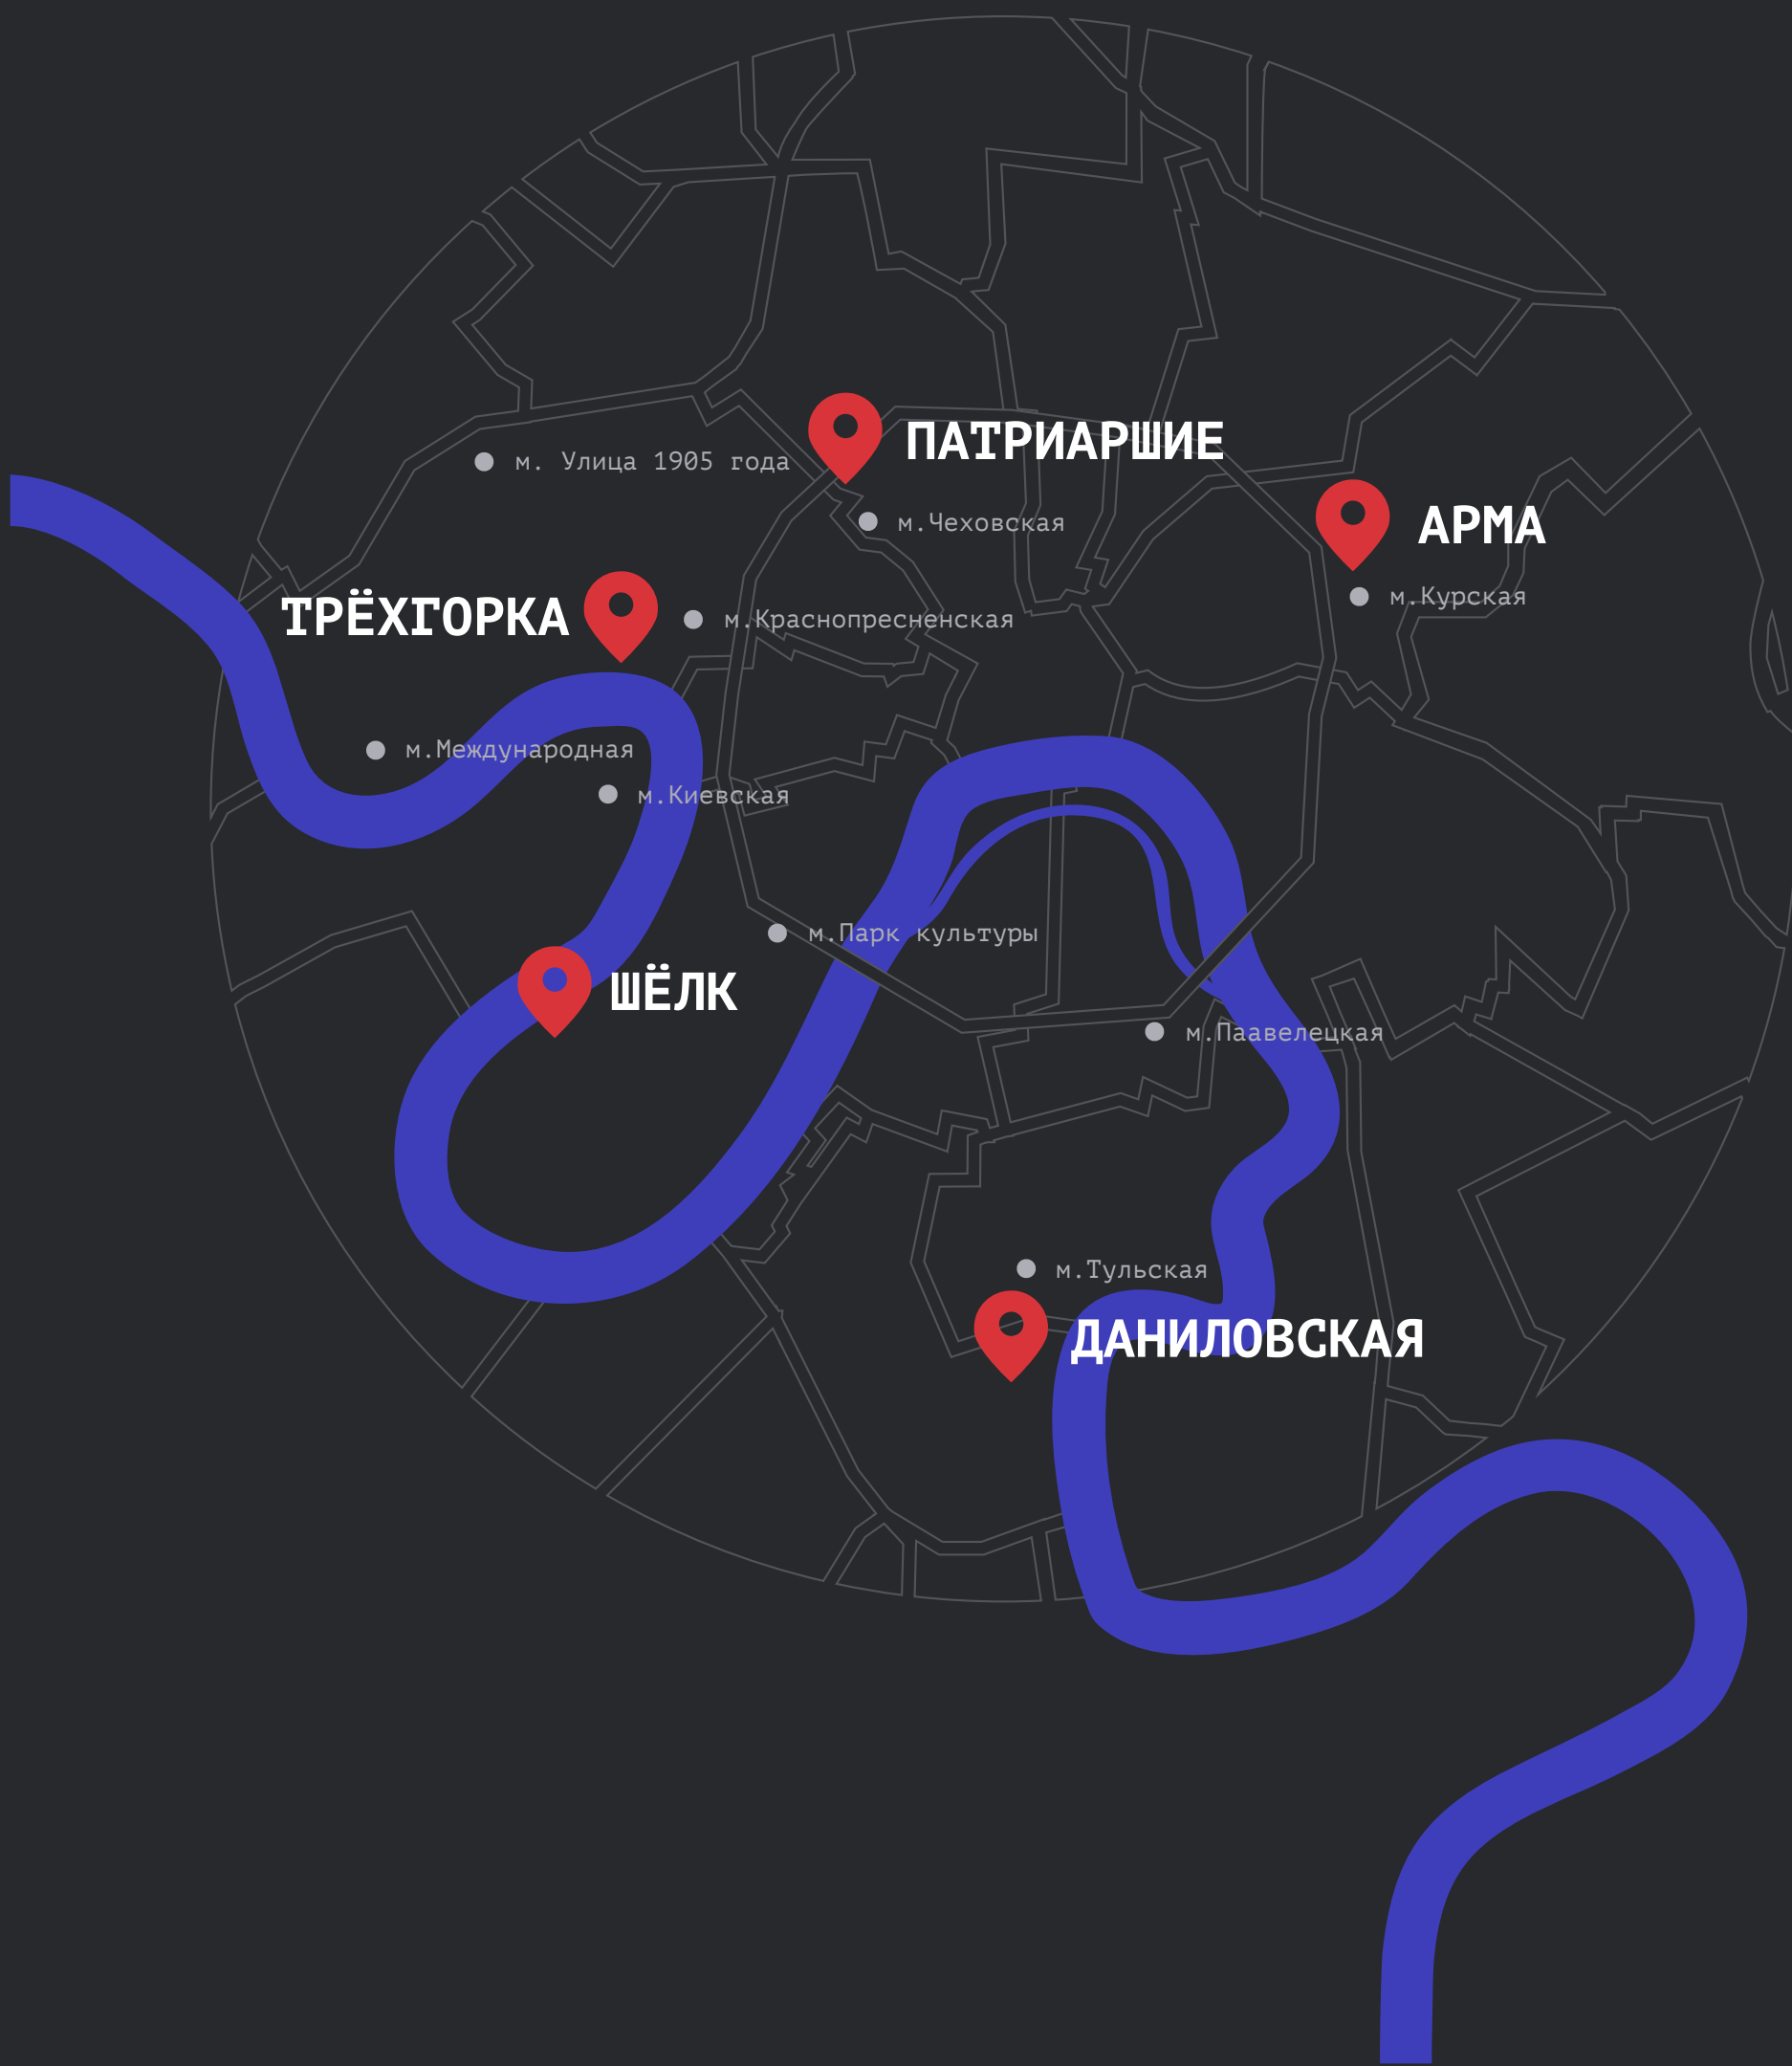 ПАТРИАРШИЕ
м. Улица 1905 года
м.Чеховская
АРМА
м.Курская
ТРЁХГОРКА
м.Краснопресненская
м.Международная
м.Киевская
м.Парк культуры
ШЁЛК
м.Паавелецкая
м.Тульская
ДАНИЛОВСКАЯ